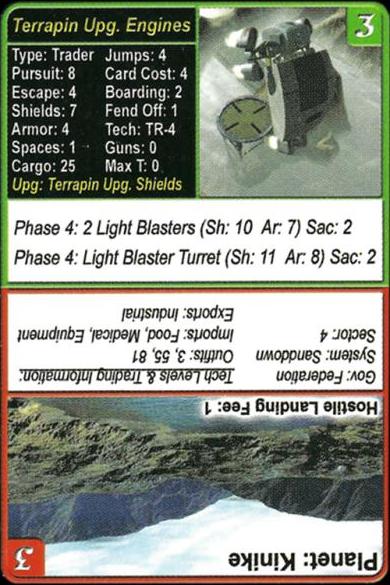 Terrapin Upg. Engines
3
Type: Trader Jumps: 4
Pursuit: 8 Card Cost: 4
Escape: 4 Boarding: 2
Shields: 7 Fend Off: 1
Armor: 4 Tech: TR-4
Spaces: 1 Guns: 0
Cargo: 25 Max T: 0
Upg: Terrapin Upg. Shields
Phase 4: 2 Light Blasters (Sh: 10 Ar: 7) Sac: 2
Phase 4: Light Blaster Turret (Sh: 11 Ar: 8) Sac: 2
Planet: Kinike
3
Hostile Landing Fee: 1
Gov: Federation
System: Sanddown
Sector: 4
Tech Levels & Trading Information:
Outfits: 3, 55, 81
Imports: Food, Medical, Equipment
Exports: Industrial